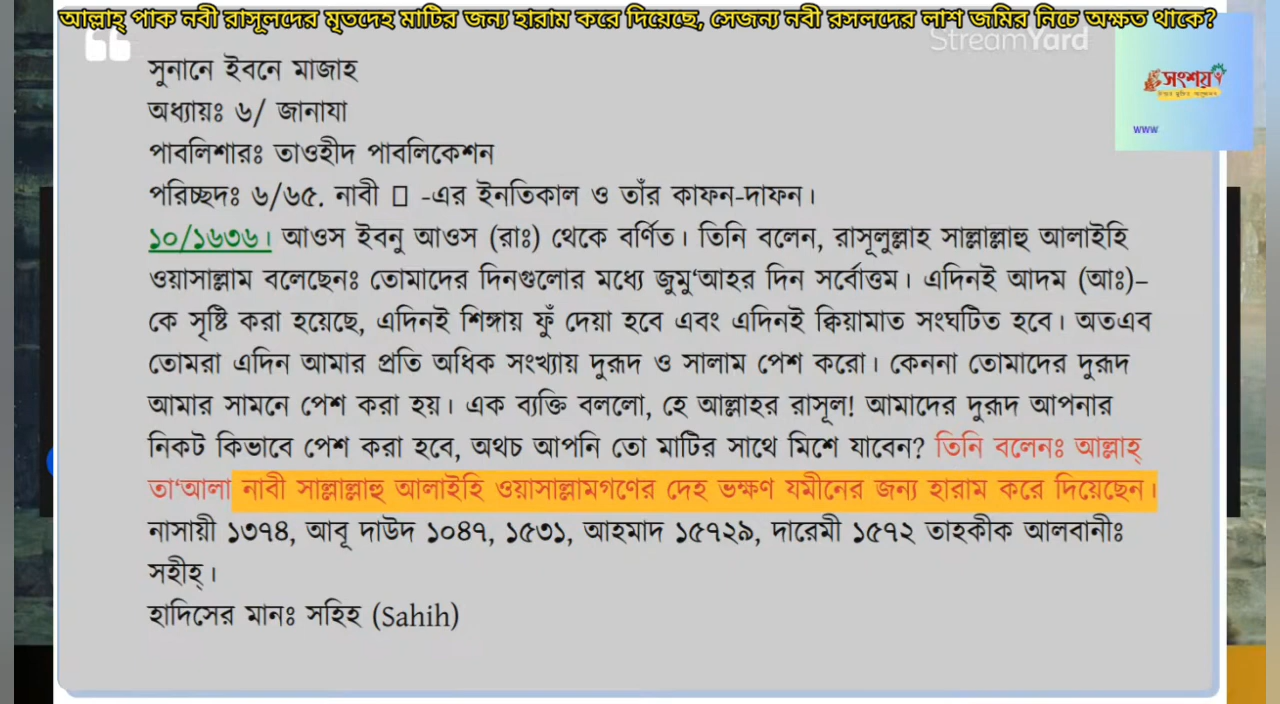 আল্লাহ্ পাক নবী রাসূলদের মৃতদেহ মাটির জন্য হারাম করে দিয়েছে, সেজন্য নবী রসলদের লাশ জমির নিচে অক্ষত থাকে?
StreamYard
সংশয়
www
সুনানে ইবনে মাজাহ
অধ্যায়ঃ ৬/ জানাযা
পাবলিশারঃ তাওহীদ পাবলিকেশন
পরিচ্ছদঃ ৬/৬৫. নাবী -এর ইনতিকাল ও তাঁর কাফন-দাফন।
১০/১৬৩৬। আওস ইবনু আওস (রাঃ) থেকে বর্ণিত। তিনি বলেন, রাসূলুল্লাহ সাল্লাল্লাহু আলাইহি
ওয়াসাল্লাম বলেছেনঃ তোমাদের দিনগুলোর মধ্যে জুমু‘আহর দিন সর্বোত্তম। এদিনই আদম (আঃ)–
কে সৃষ্টি করা হয়েছে, এদিনই শিঙ্গায় ফুঁ দেয়া হবে এবং এদিনই ক্বিয়ামাত সংঘটিত হবে। অতএব
তোমরা এদিন আমার প্রতি অধিক সংখ্যায় দুরূদ ও সালাম পেশ করো। কেননা তোমাদের দুরূদ
আমার সামনে পেশ করা হয়। এক ব্যক্তি বললো, হে আল্লাহর রাসূল! আমাদের দুরূদ আপনার
নিকট কিভাবে পেশ করা হবে, অথচ আপনি তো মাটির সাথে মিশে যাবেন? তিনি বলেনঃ আল্লাহ্
তা‘আলা নাবী সাল্লাল্লাহু আলাইহি ওয়াসাল্লামগণের দেহ ভক্ষণ যমীনের জন্য হারাম করে দিয়েছেন।
নাসায়ী ১৩৭৪, আবূ দাউদ ১০৪৭, ১৫৩১, আহমাদ ১৫৭২৯, দারেমী ১৫৭২ তাহকীক আলবানীঃ
সহীহ্।
হাদিসের মানঃ সহিহ (Sahih)